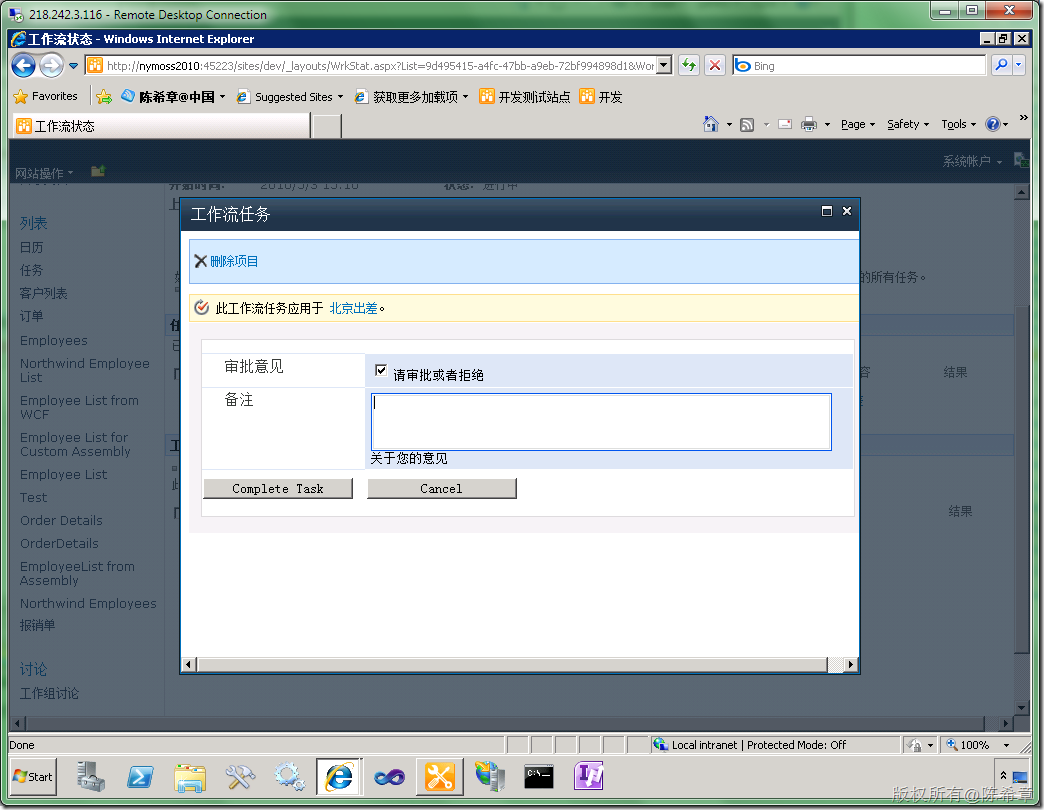 218.242.3.116 - Remote Desktop Connection
工作流状态 - Windows Internet Explorer
http://nymoss2010:45223/sites/dev/_layouts/WrkStat.aspx?List=9d495415-a4fc-47bb-a9eb-72bf994898d1&Wor
Bing
Favorites 陈希章@中国 Suggested Sites 获取更多加载项 开发测试站点 开发
工作流状态
Page Safety Tools
网站操作 系统帐户
开始时间: 2010/5/3 15:16 状态: 进行中
工作流任务
列表
日历
删除项目
任务
的所有任务。
客户列表
此工作流任务应用于 北京出差。
订单
Employees
Northwind Employee
List
审批意见 请审批或者拒绝
结果
备注
Employee List from
WCF
Employee List for
Custom Assembly
关于您的意见
Employee List
Complete Task Cancel
Test
Order Details
结果
OrderDetails
EmployeeList from
Assembly
Northwind Employees
报销单
讨论
工作组讨论
Done Local intranet | Protected Mode: Off 100%
Start
版权所有@陈希章